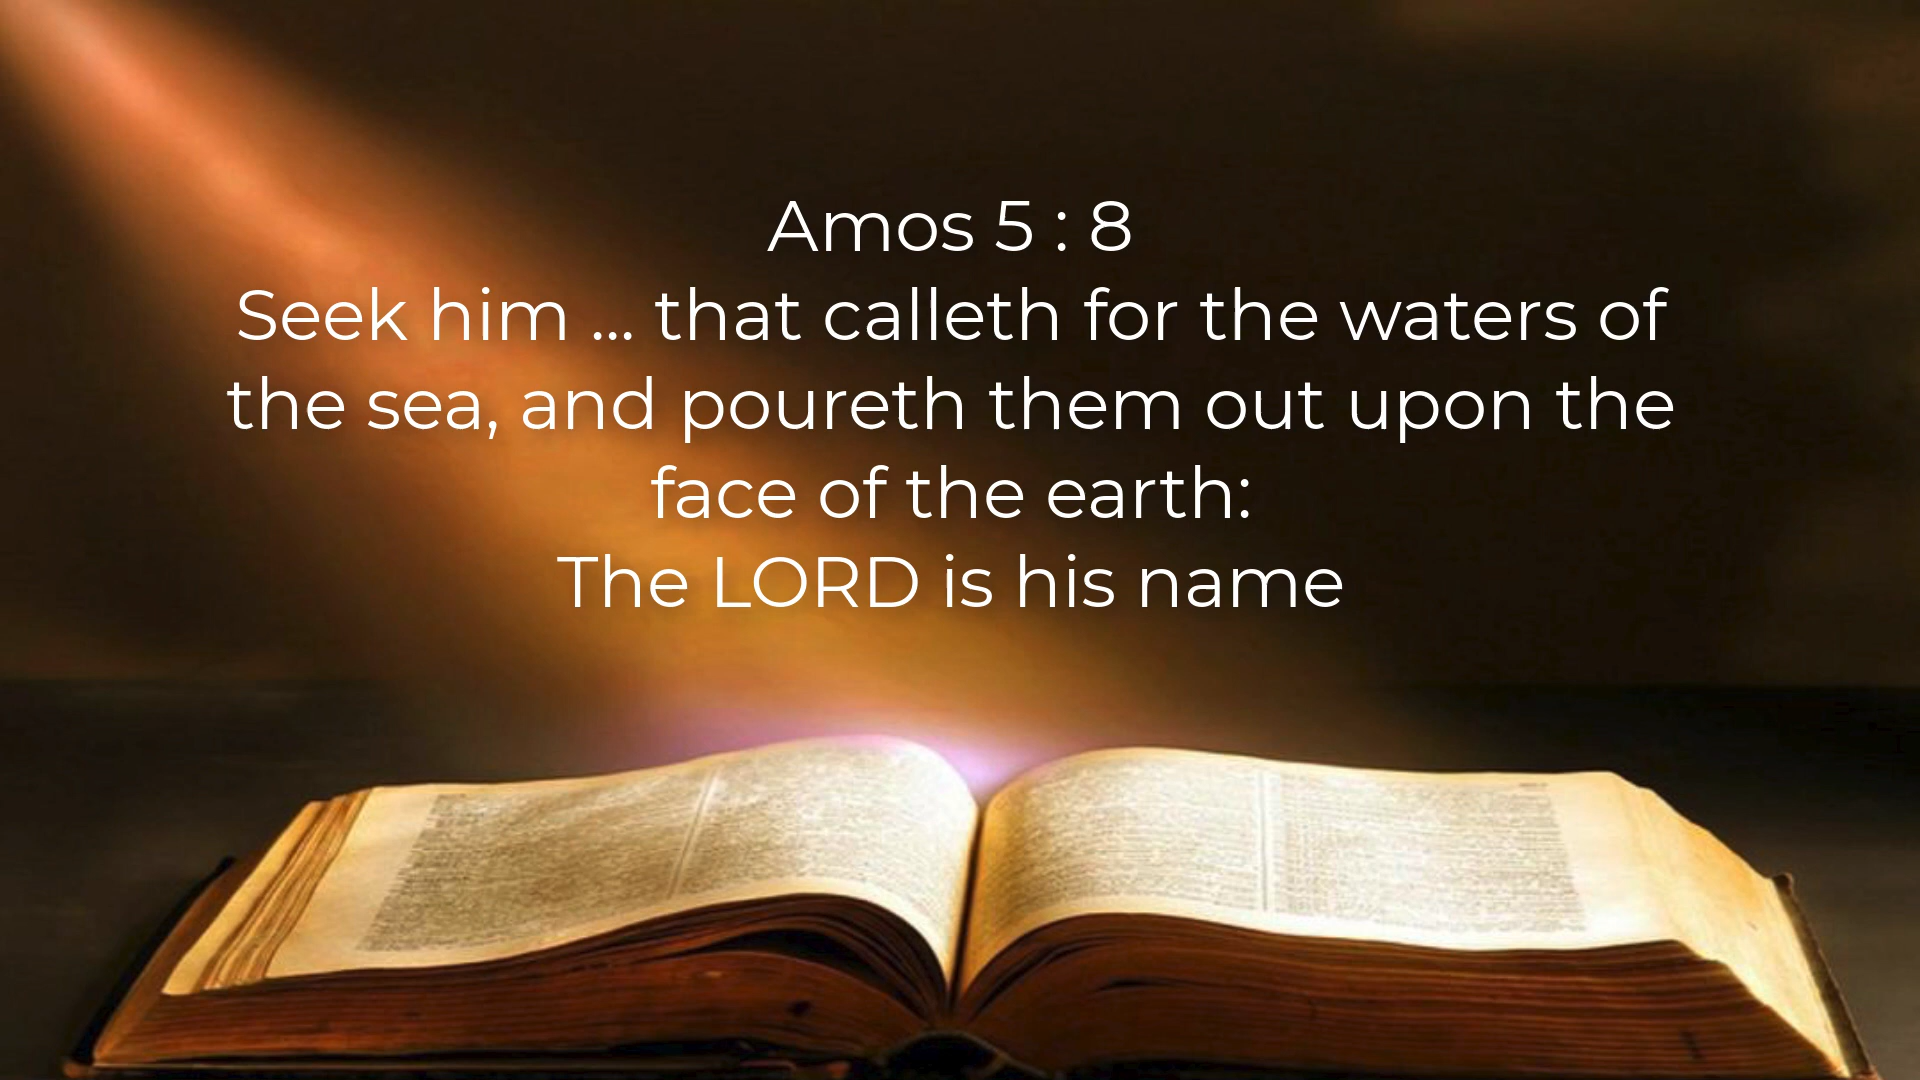 Amos 5 : 8
Seek him ... that calleth for the waters of
the sea, and poureth them out upon the
face of the earth:
The LORD is his name